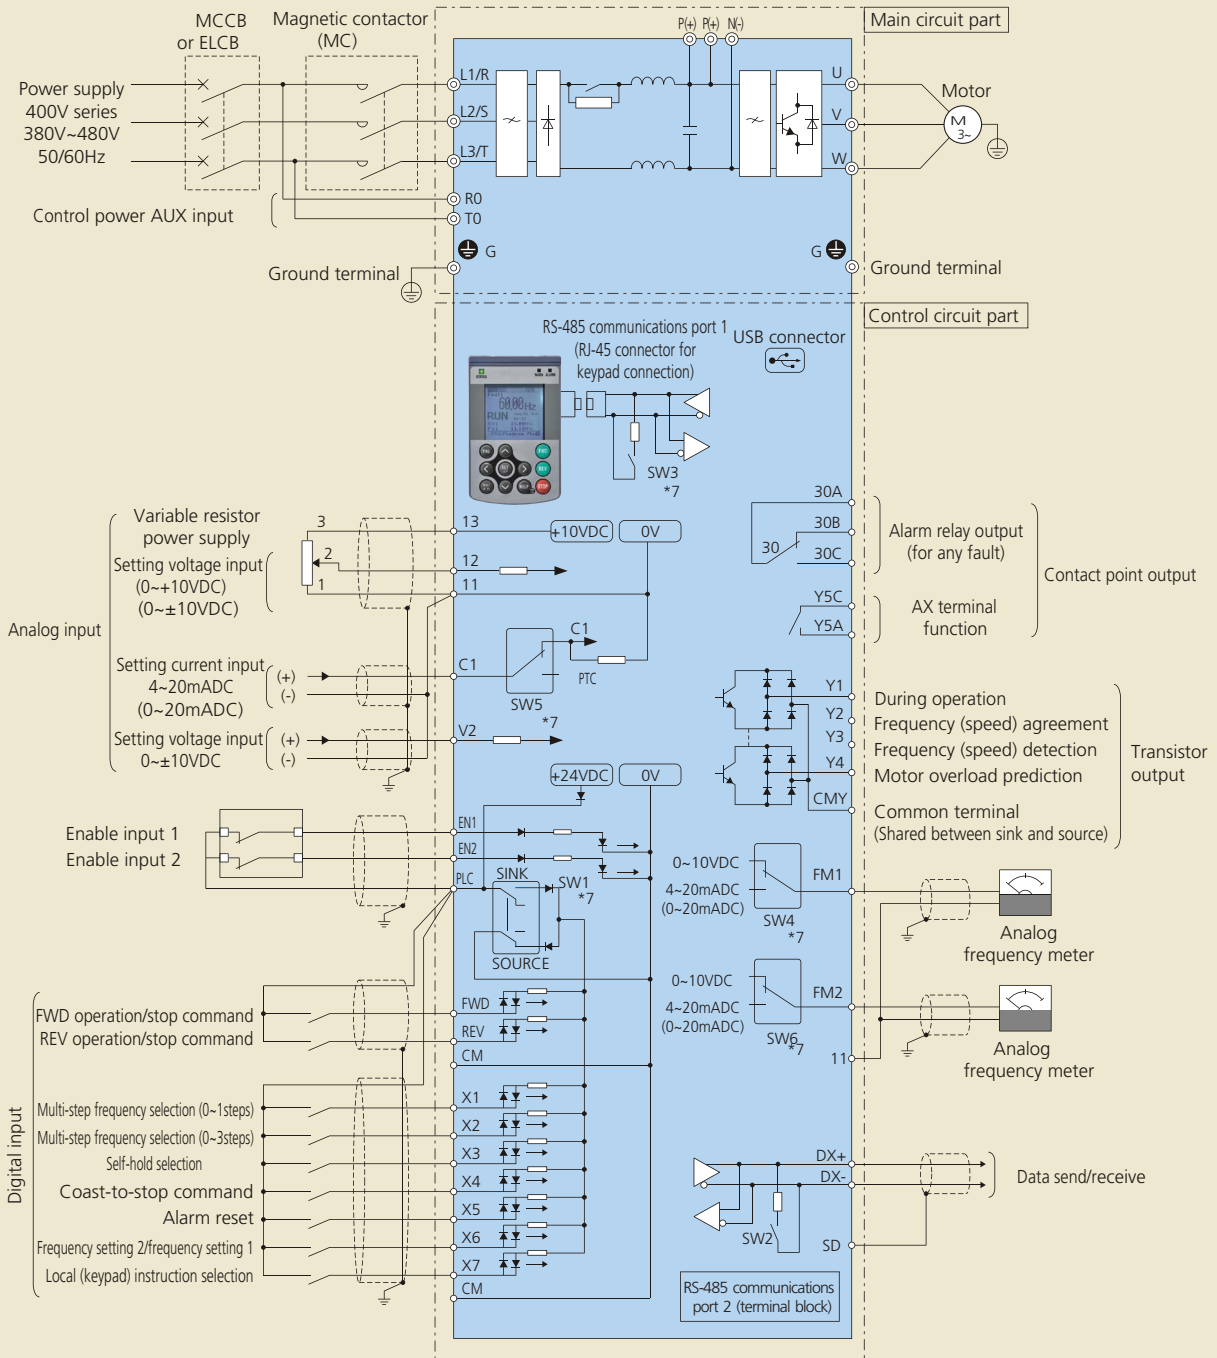 MCCB
or ELCB
Magnetic contactor
(MC)
P(+) P(+) N(-)
Main circuit part
Power supply
400V series
380V~480V
50/60Hz
L1/R
L2/S
L3/T
U
V
W
Motor
M
3~
R0
T0
Control power AUX input
G
G
Ground terminal
Ground terminal
Control circuit part
RS-485 communications port 1
(RJ-45 connector for
keypad connection)
USB connector
60.00 Hz
RUN
SW3
*7
Analog input
Variable resistor
power supply
Setting voltage input
(0~+10VDC)
(0~±10VDC)
3
2
1
13
12
11
+10VDC
0V
Setting current input
4~20mADC
(0~20mADC)
(+)
(-)
C1
C1
PTC
SW5
*7
Setting voltage input
0~±10VDC
(+)
(-)
V2
+24VDC
0V
30A
30B
30C
30
Alarm relay output
(for any fault)
Y5C
Y5A
AX terminal
function
Contact point output
Y1
Y2
Y3
Y4
CMY
During operation
Frequency (speed) agreement
Frequency (speed) detection
Motor overload prediction
Common terminal
(Shared between sink and source)
Transistor
output
Enable input 1
Enable input 2
EN1
EN2
PLC
SINK
SW1
*7
SOURCE
0~10VDC
4~20mADC
(0~20mADC)
SW4
*7
FM1
Analog
frequency meter
0~10VDC
4~20mADC
(0~20mADC)
SW6
*7
FM2
11
Analog
frequency meter
Digital input
FWD operation/stop command
REV operation/stop command
FWD
REV
CM
Multi-step frequency selection (0~1steps)
Multi-step frequency selection (0~3steps)
Self-hold selection
Coast-to-stop command
Alarm reset
Frequency setting 2/frequency setting 1
Local (keypad) instruction selection
X1
X2
X3
X4
X5
X6
X7
CM
DX+
DX-
SD
SW2
Data send/receive
RS-485 communications
port 2 (terminal block)